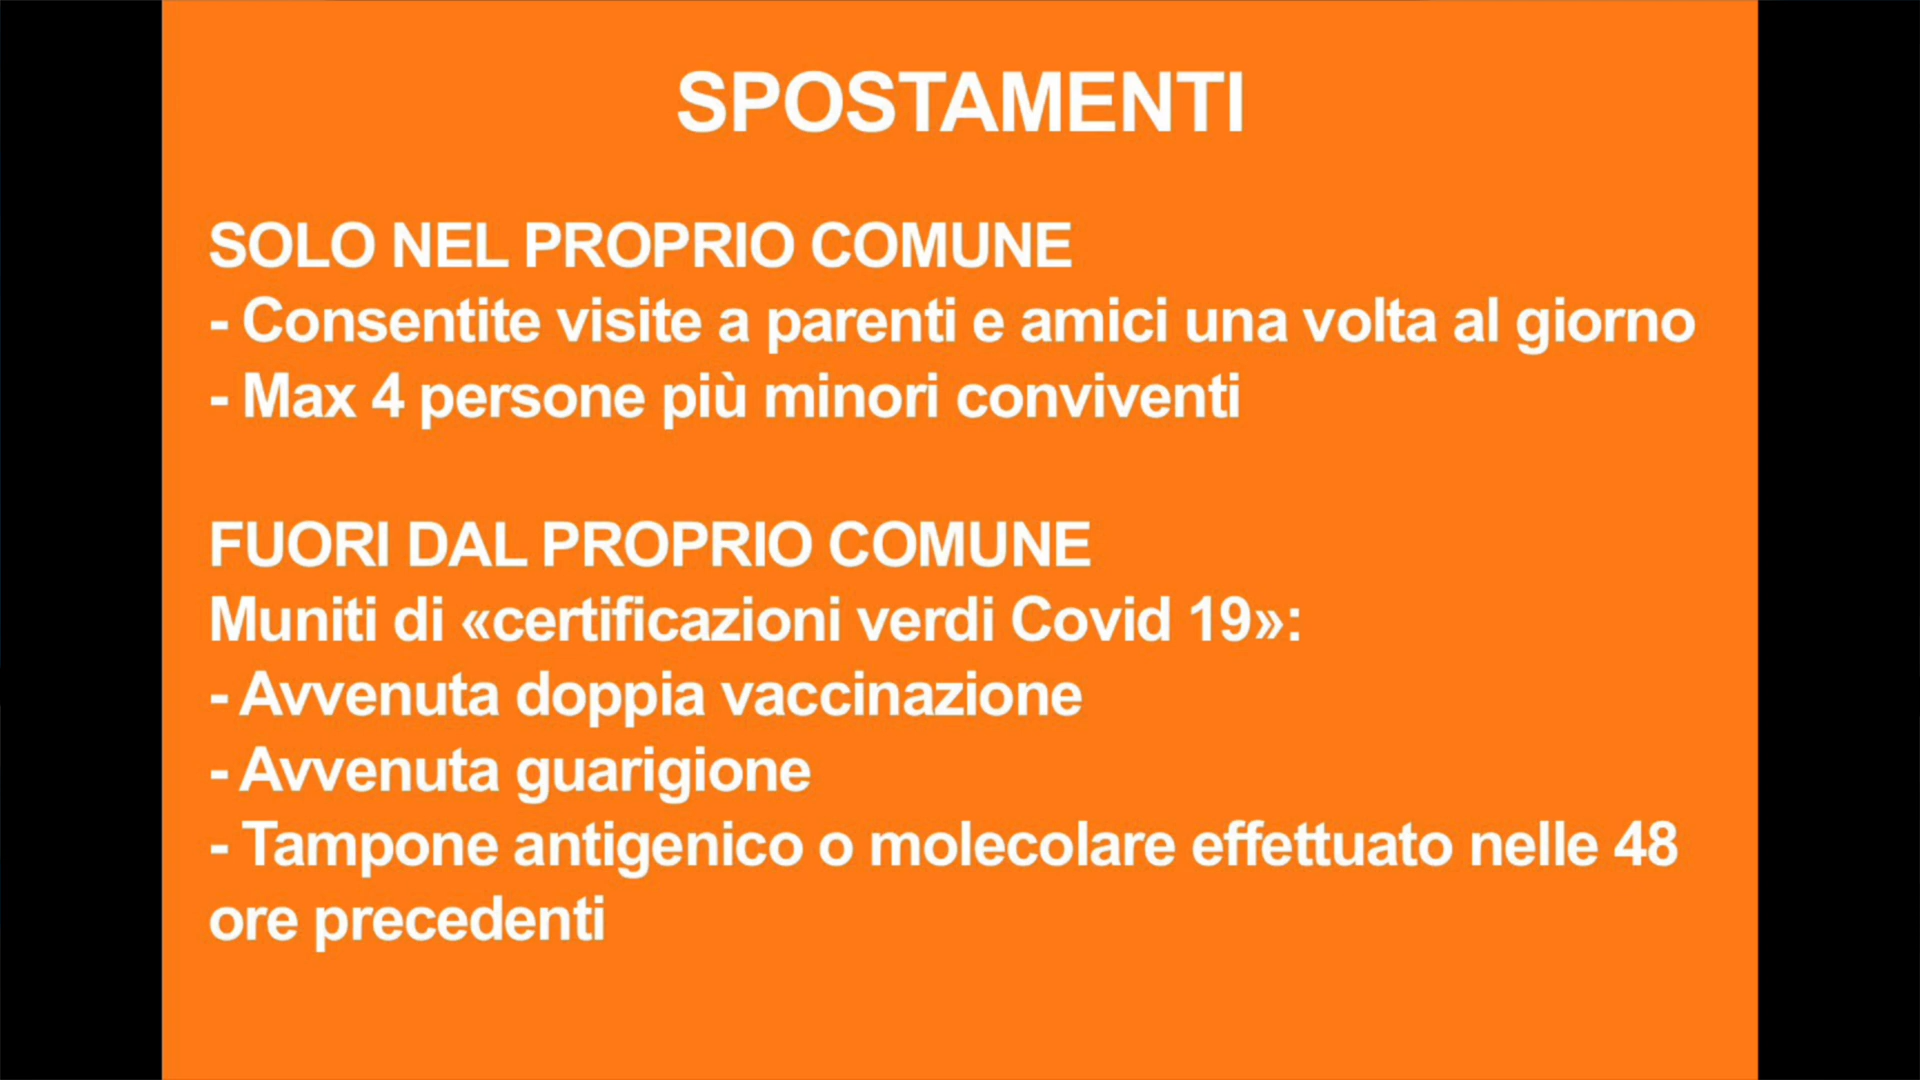 SPOSTAMENTI
SOLO NEL PROPRIO COMUNE
- Consentite visite a parenti e amici una volta al giorno
- Max 4 persone più minori conviventi
FUORI DAL PROPRIO COMUNE
Muniti di «certificazioni verdi Covid 19»:
- Avvenuta doppia vaccinazione
- Avvenuta guarigione
- Tampone antigenico o molecolare effettuato nelle 48
ore precedenti